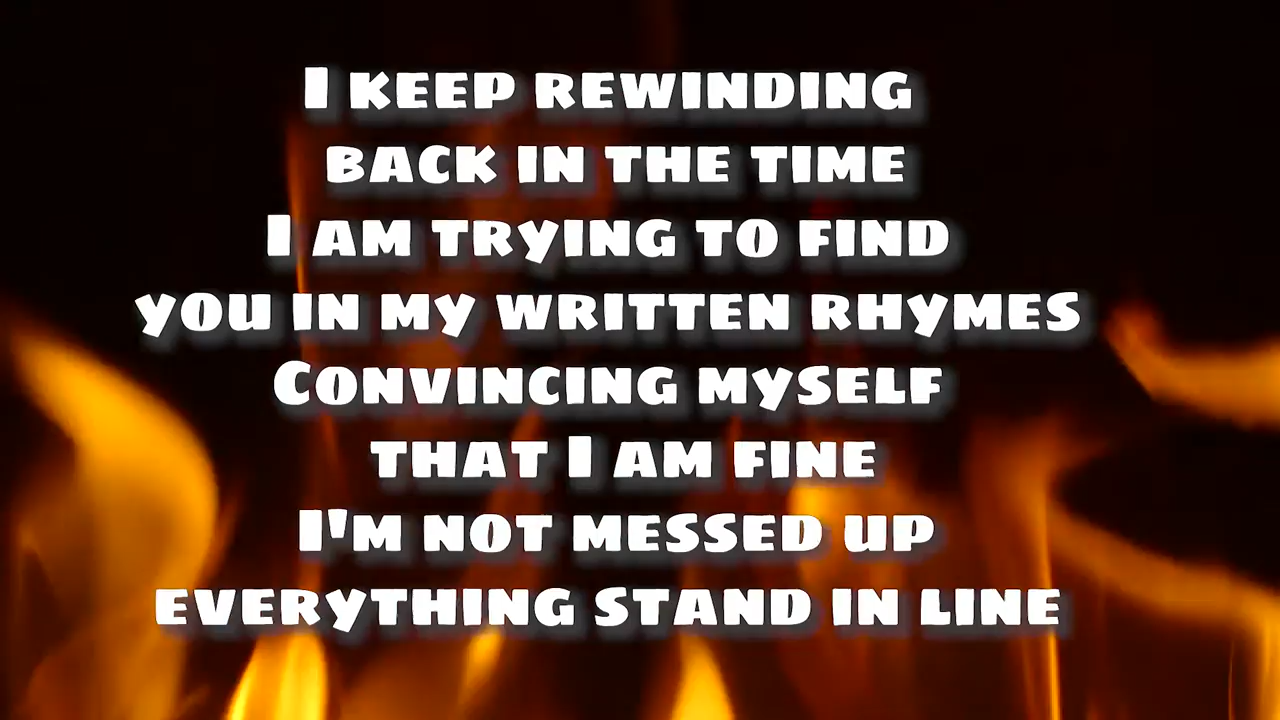 I keep rewinding
back in the time
I am trying to find
you in my written rhymes
Convincing myself
that I am fine
I'm not messed up
everything stand in line